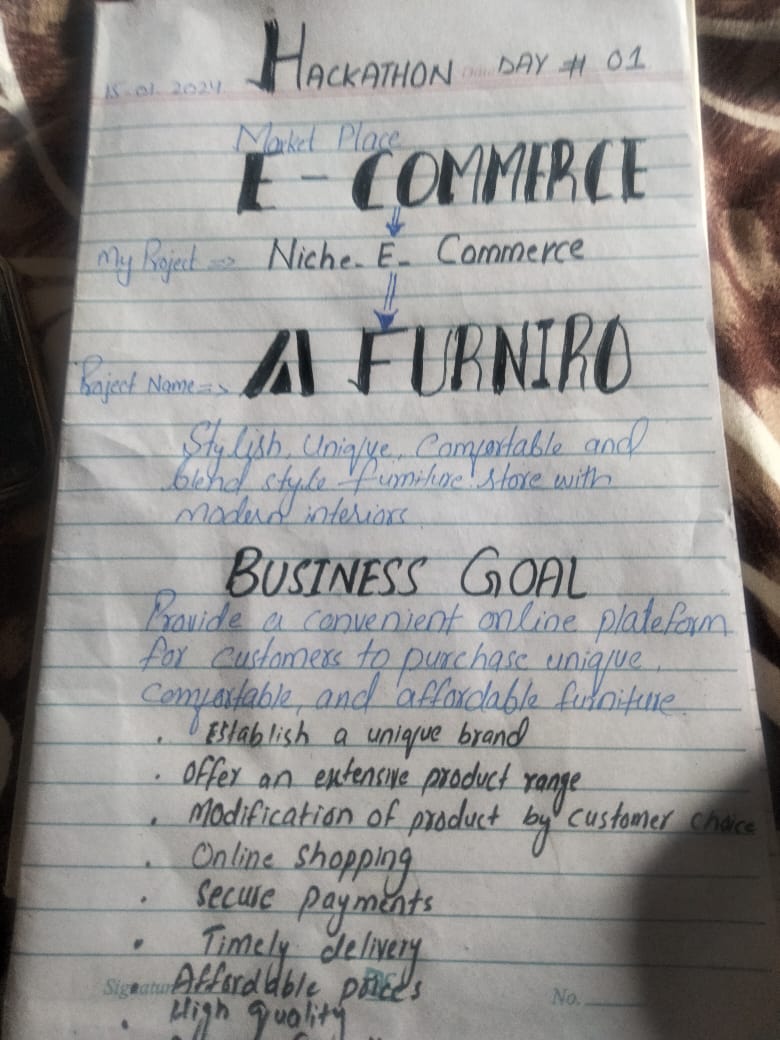 HACKATHON DAY # 01
15.01.2024
Market Place
E-COMMERCE
My Project => Niche-E-Commerce
Project Name => FURNIRO
Stylish, Unique, Comfortable and
blend style furniture store with
modern interiors
BUSINESS GOAL
Provide a convenient online plateform
for customers to purchase unique,
comfortable, and affordable furniture.
• Establish a unique brand
• Offer an extensive product range
• Modification of product by customer choice
• Online shopping
• Secure payments
• Timely delivery
• Affordable prices
Signature No.
• High quality